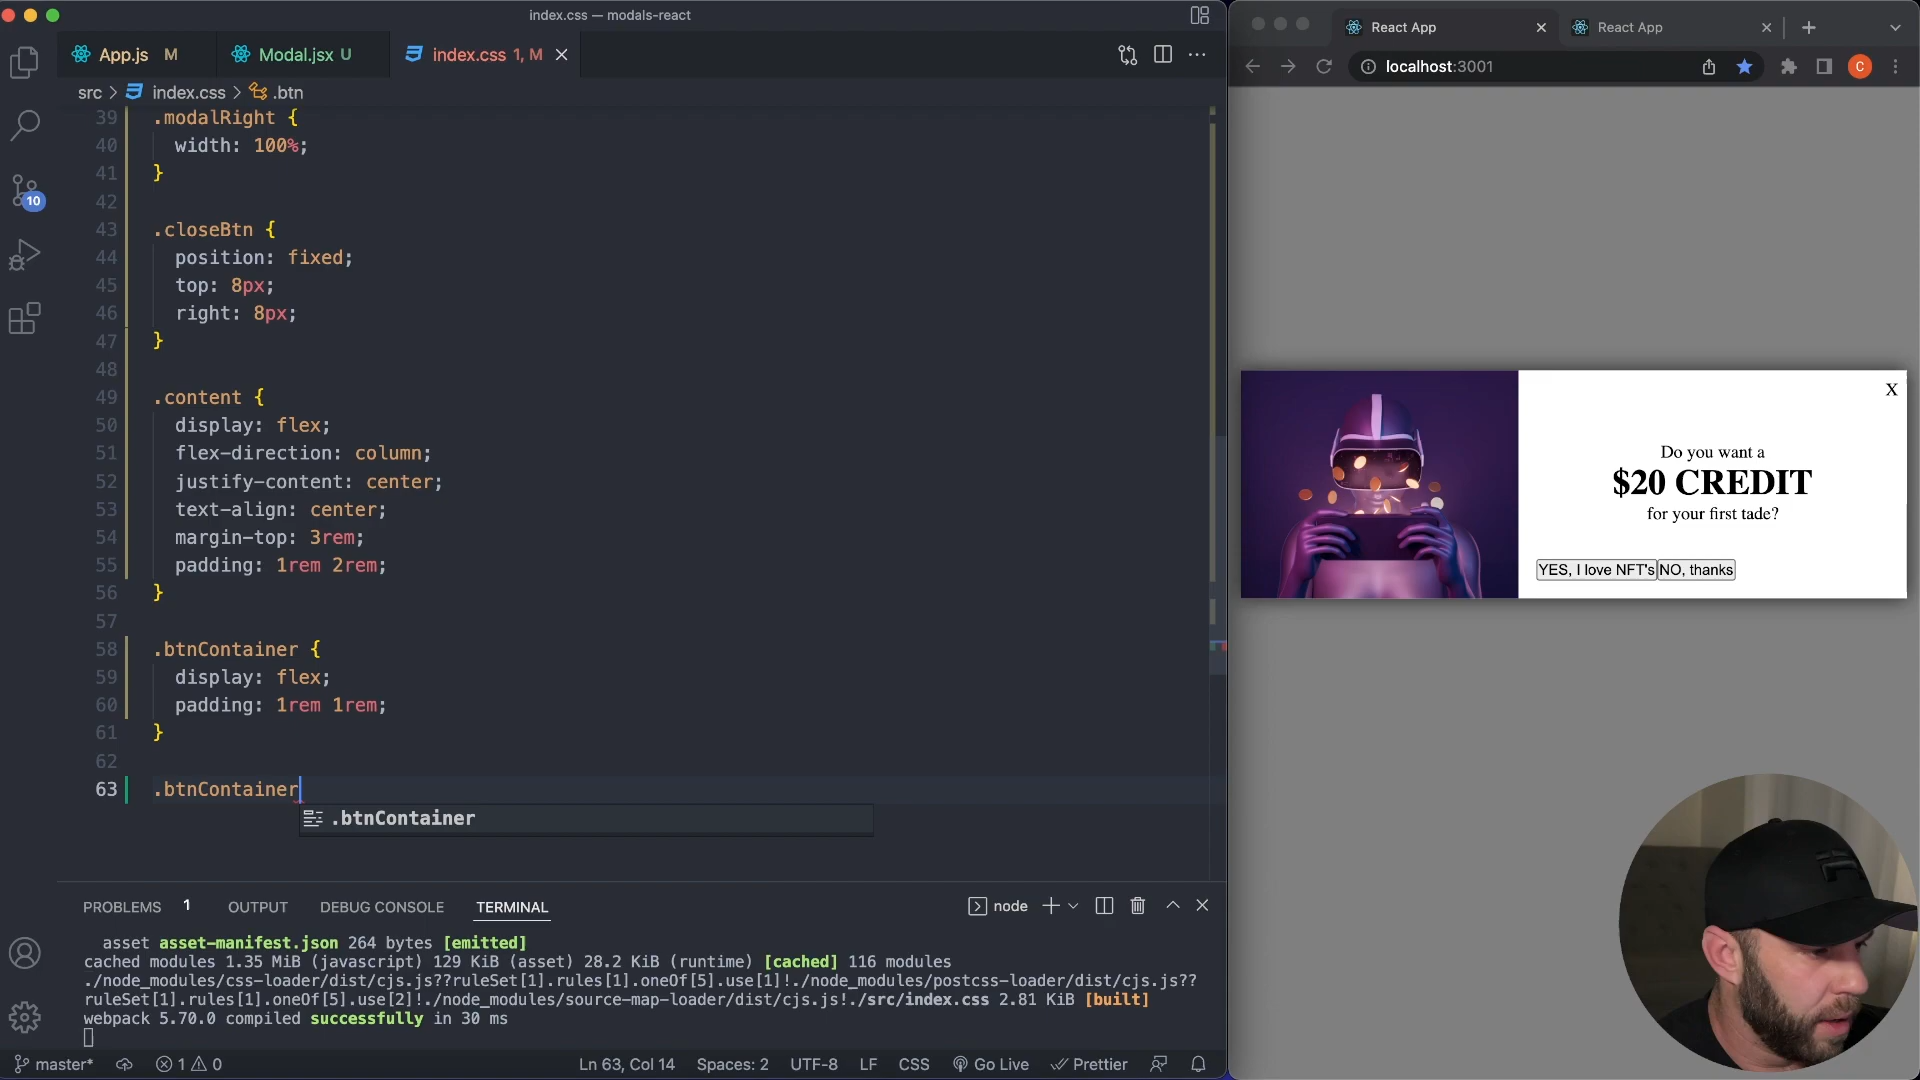 index.css — modals-react
App.js M
Modal.jsx U
index.css 1, M
src > index.css > .btn
39 .modalRight {
40 width: 100%;
41 }
42
43 .closeBtn {
44 position: fixed;
45 top: 8px;
46 right: 8px;
47 }
48
49 .content {
50 display: flex;
51 flex-direction: column;
52 justify-content: center;
53 text-align: center;
54 margin-top: 3rem;
55 padding: 1rem 2rem;
56 }
57
58 .btnContainer {
59 display: flex;
60 padding: 1rem 1rem;
61 }
62
63 .btnContainer
.btnContainer
10
PROBLEMS 1 OUTPUT DEBUG CONSOLE TERMINAL
node
asset asset-manifest.json 264 bytes [emitted]
cached modules 1.35 MiB (javascript) 129 KiB (asset) 28.2 KiB (runtime) [cached] 116 modules
./node_modules/css-loader/dist/cjs.js??ruleSet[1].rules[1].oneOf[5].use[1]!./node_modules/postcss-loader/dist/cjs.js??
ruleSet[1].rules[1].oneOf[5].use[2]!./node_modules/source-map-loader/dist/cjs.js!./src/index.css 2.81 KiB [built]
webpack 5.70.0 compiled successfully in 30 ms
master* 1 0 Ln 63, Col 14 Spaces: 2 UTF-8 LF CSS Go Live Prettier
React App
React App
localhost:3001
C
X
Do you want a
$20 CREDIT
for your first tade?
YES, I love NFT's NO, thanks